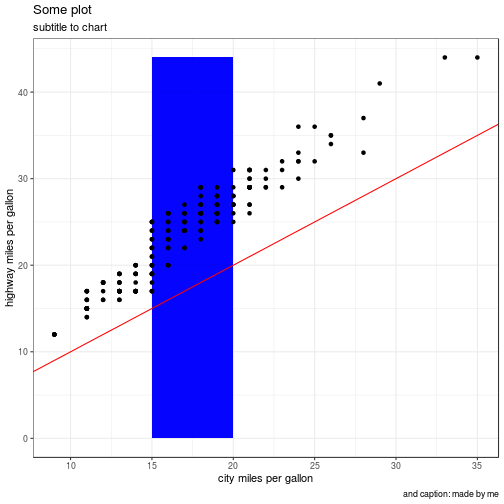 Some plot
subtitle to chart
40
30
20
10
0
highway miles per gallon
10 15 20 25 30 35
city miles per gallon
and caption: made by me